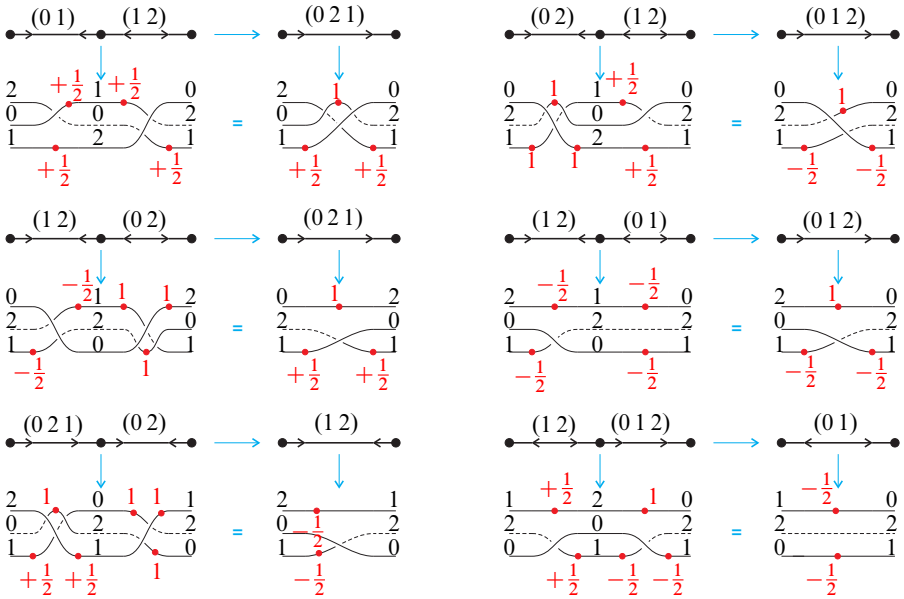 (0 1) (1 2) (0 2 1)
+1/2 +1/2 1
2 1 0 2 0
0 0 2 = 0 2
1 2 1 1 1
+1/2 +1/2 +1/2 +1/2
(0 2) (1 2) (0 1 2)
1 +1/2 1
0 1 0 0 0
2 0 2 = 2 2
1 2 1 1 1
1 1 +1/2 −1/2 −1/2
(1 2) (0 2) (0 2 1)
−1/2 1 1 1
0 1 2 0 2
2 2 0 = 2 0
1 0 1 1 1
−1/2 1 +1/2 +1/2
(1 2) (0 1) (0 1 2)
−1/2 −1/2 1
2 1 0 2 0
0 2 2 = 0 2
1 0 1 1 1
−1/2 −1/2 −1/2 −1/2
(0 2 1) (0 2) (1 2)
1 1 1
2 0 1 2 1
0 2 2 = 0 −1/2 2
1 1 0 1 0
+1/2 +1/2 1 −1/2
(1 2) (0 1 2) (0 1)
+1/2 1 −1/2
1 2 0 1 0
2 0 2 = 2 2
0 1 1 0 1
+1/2 −1/2 −1/2 −1/2